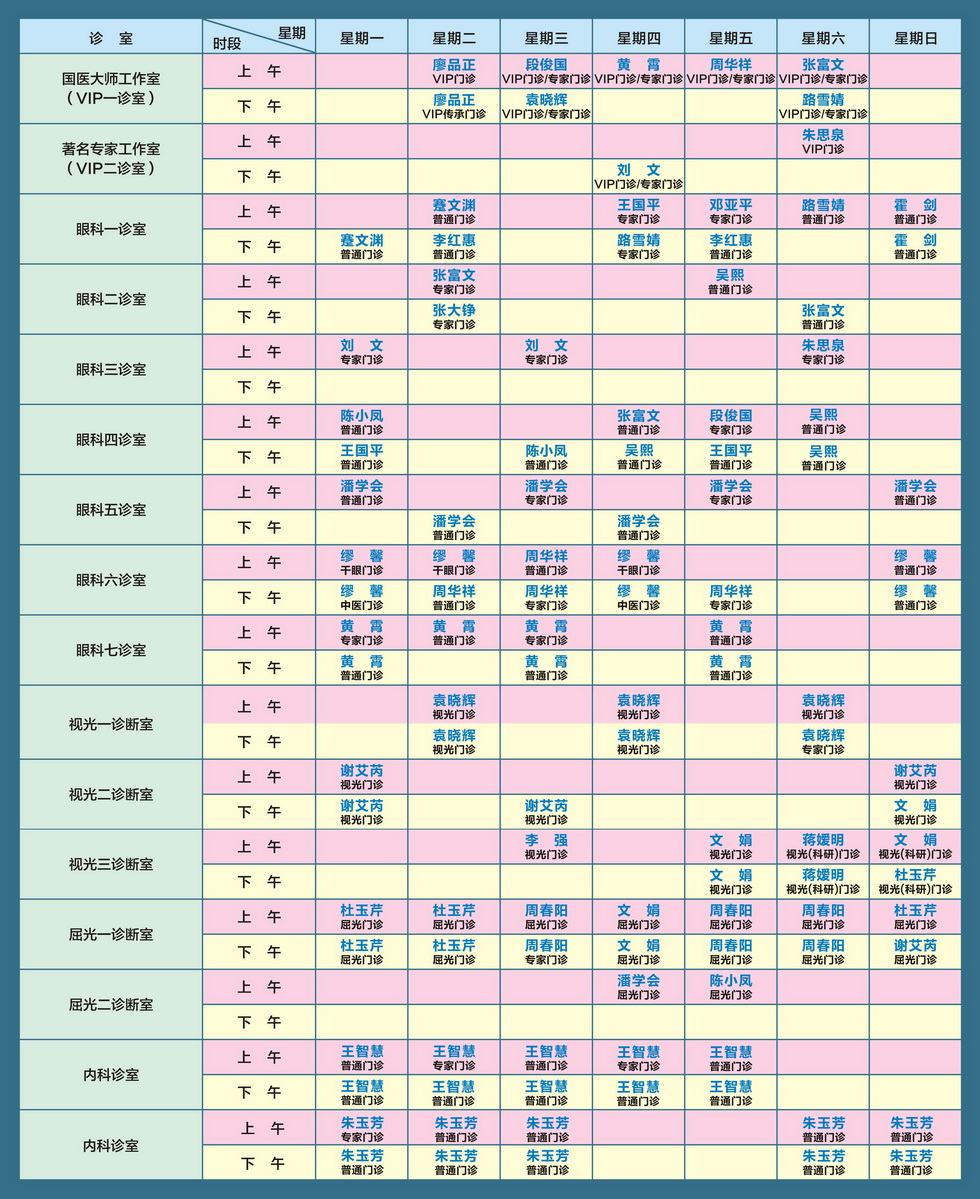 诊 室 时段 星期 星期一 星期二 星期三 星期四 星期五 星期六 星期日
国医大师工作室
（VIP一诊室）
上 午 廖品正 段俊国 黄 霄 周华祥 张富文
VIP门诊 VIP门诊/专家门诊 VIP门诊/专家门诊 VIP门诊/专家门诊 VIP门诊/专家门诊
下 午 廖品正 袁晓辉 路雪婧
VIP传承门诊 VIP门诊/专家门诊 VIP门诊/专家门诊
著名专家工作室
（VIP二诊室）
上 午 朱思泉
VIP门诊
下 午 刘 文
VIP门诊/专家门诊
眼科一诊室
上 午 蹇文渊 王国平 邓亚平 路雪婧 霍 剑
普通门诊 专家门诊 专家门诊 普通门诊 普通门诊
下 午 蹇文渊 李红惠 路雪婧 李红惠 霍 剑
普通门诊 普通门诊 专家门诊 普通门诊 普通门诊
眼科二诊室
上 午 张富文 吴熙
专家门诊 普通门诊
下 午 张大铮 张富文
专家门诊 普通门诊
眼科三诊室
上 午 刘 文 刘 文 朱思泉
专家门诊 专家门诊 专家门诊
下 午
眼科四诊室
上 午 陈小凤 张富文 段俊国 吴熙
普通门诊 普通门诊 专家门诊 普通门诊
下 午 王国平 陈小凤 吴熙 王国平 吴熙
普通门诊 普通门诊 普通门诊 普通门诊 普通门诊
眼科五诊室
上 午 潘学会 潘学会 潘学会 潘学会
普通门诊 专家门诊 专家门诊 普通门诊
下 午 潘学会 潘学会
普通门诊 普通门诊
眼科六诊室
上 午 缪 馨 缪 馨 周华祥 缪 馨 缪 馨
干眼门诊 干眼门诊 普通门诊 干眼门诊 普通门诊
下 午 缪 馨 周华祥 周华祥 缪 馨 周华祥 缪 馨
中医门诊 普通门诊 专家门诊 中医门诊 专家门诊 普通门诊
眼科七诊室
上 午 黄 霄 黄 霄 黄 霄 黄 霄
专家门诊 普通门诊 专家门诊 普通门诊
下 午 黄 霄 黄 霄 黄 霄
普通门诊 普通门诊 普通门诊
视光一诊断室
上 午 袁晓辉 袁晓辉 袁晓辉
视光门诊 视光门诊 视光门诊
下 午 袁晓辉 袁晓辉 袁晓辉
视光门诊 视光门诊 专家门诊
视光二诊断室
上 午 谢艾芮 谢艾芮
视光门诊 视光门诊
下 午 谢艾芮 谢艾芮 文 娟
视光门诊 视光门诊 视光门诊
视光三诊断室
上 午 李 强 文 娟 蒋嫒明 文 娟
视光门诊 视光门诊 视光(科研)门诊 视光(科研)门诊
下 午 文 娟 蒋嫒明 杜玉芹
视光门诊 视光(科研)门诊 视光(科研)门诊
屈光一诊断室
上 午 杜玉芹 杜玉芹 周春阳 文 娟 周春阳 周春阳 杜玉芹
屈光门诊 屈光门诊 屈光门诊 屈光门诊 屈光门诊 屈光门诊 屈光门诊
下 午 杜玉芹 杜玉芹 周春阳 文 娟 周春阳 周春阳 谢艾芮
屈光门诊 屈光门诊 专家门诊 屈光门诊 屈光门诊 屈光门诊 屈光门诊
屈光二诊断室
上 午 潘学会 陈小凤
屈光门诊 屈光门诊
下 午
内科诊室
上 午 王智慧 王智慧 王智慧 王智慧 王智慧
普通门诊 专家门诊 普通门诊 专家门诊 普通门诊
下 午 王智慧 王智慧 王智慧 王智慧 王智慧
普通门诊 普通门诊 普通门诊 普通门诊 普通门诊
内科诊室
上 午 朱玉芳 朱玉芳 朱玉芳 朱玉芳 朱玉芳
专家门诊 普通门诊 普通门诊 普通门诊 普通门诊
下 午 朱玉芳 朱玉芳 朱玉芳 朱玉芳 朱玉芳
普通门诊 普通门诊 普通门诊 普通门诊 普通门诊